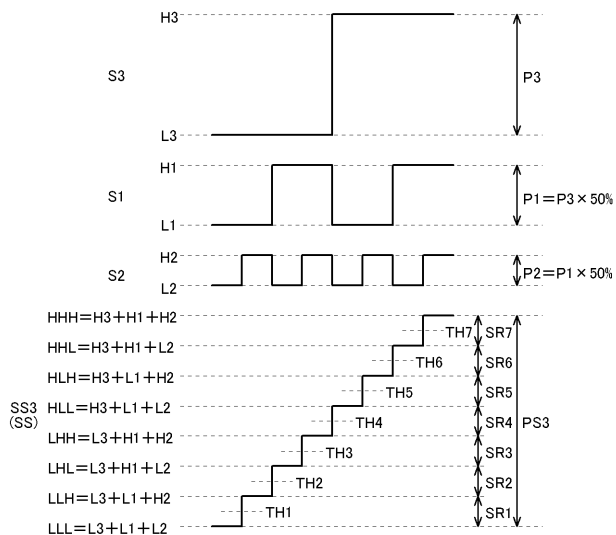 H3
S3
P3
L3
H1
S1
P1=P3×50%
L1
H2
S2
P2=P1×50%
L2
HHH=H3+H1+H2
TH7
SR7
HHL=H3+H1+L2
TH6
SR6
HLH=H3+L1+H2
TH5
SR5
SS3
(SS)
HLL=H3+L1+L2
TH4
SR4
PS3
LHH=L3+H1+H2
TH3
SR3
LHL=L3+H1+L2
TH2
SR2
LLH=L3+L1+H2
TH1
SR1
LLL=L3+L1+L2